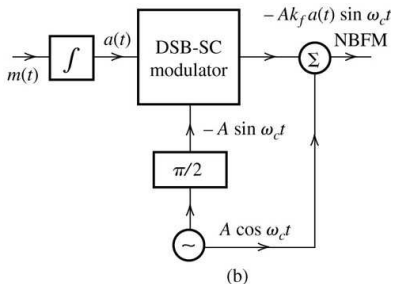 − Ak_f a(t) sin ω_c t
a(t)
DSB-SC
modulator
∫
Σ
NBFM
m(t)
− A sin ω_c t
π/2
A cos ω_c t
~
(b)